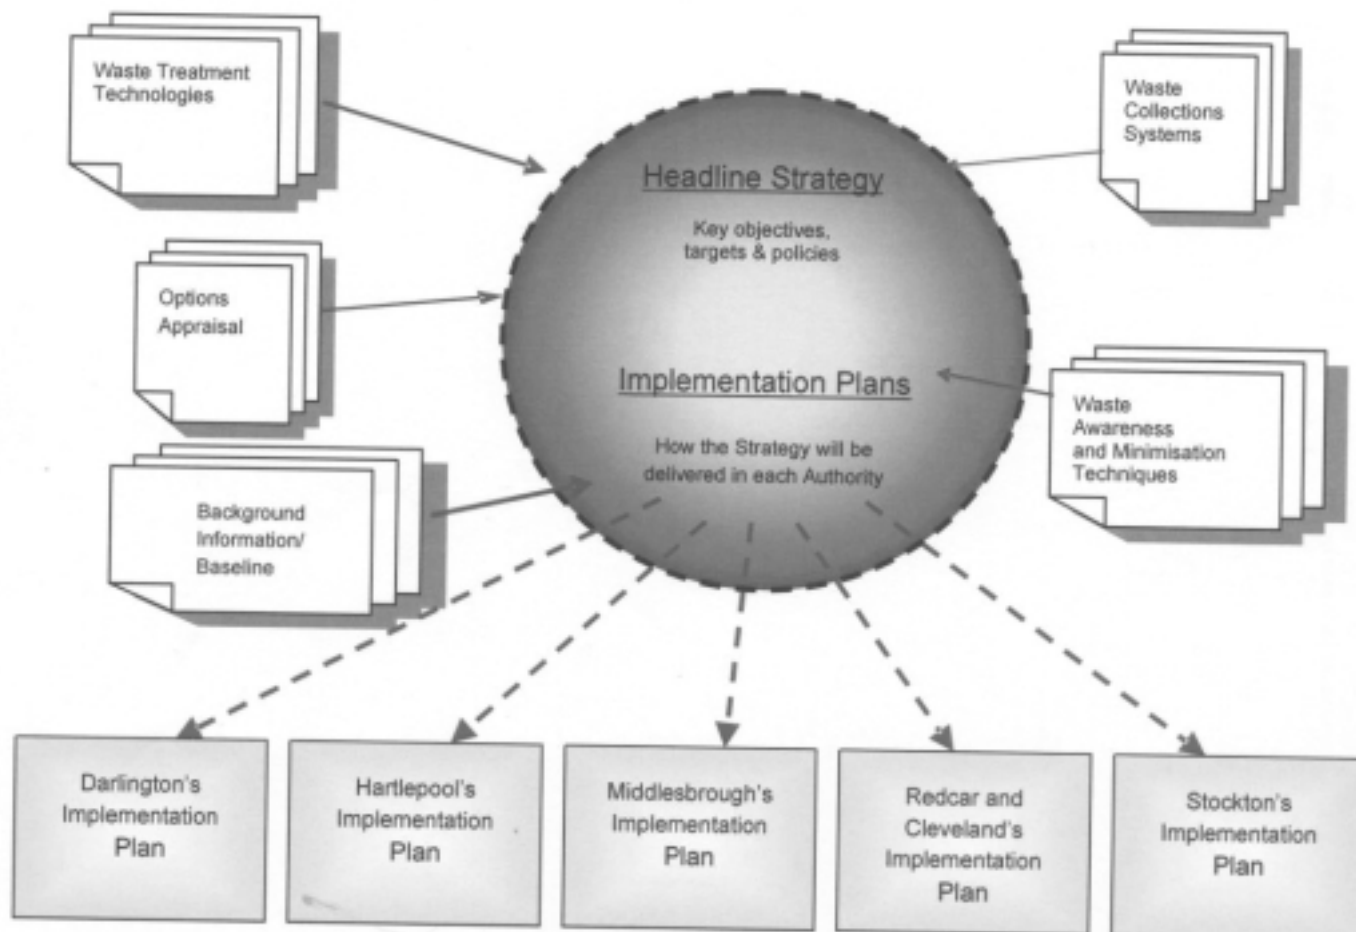 Waste Treatment
Technologies
Waste
Collections
Systems
Headline Strategy
Key objectives,
targets & policies
Options
Appraisal
Implementation Plans
How the Strategy will be
delivered in each Authority
Waste
Awareness
and Minimisation
Techniques
Background
Information/
Baseline
Darlington's
Implementation
Plan
Hartlepool's
Implementation
Plan
Middlesbrough's
Implementation
Plan
Redcar and
Cleveland's
Implementation
Plan
Stockton's
Implementation
Plan